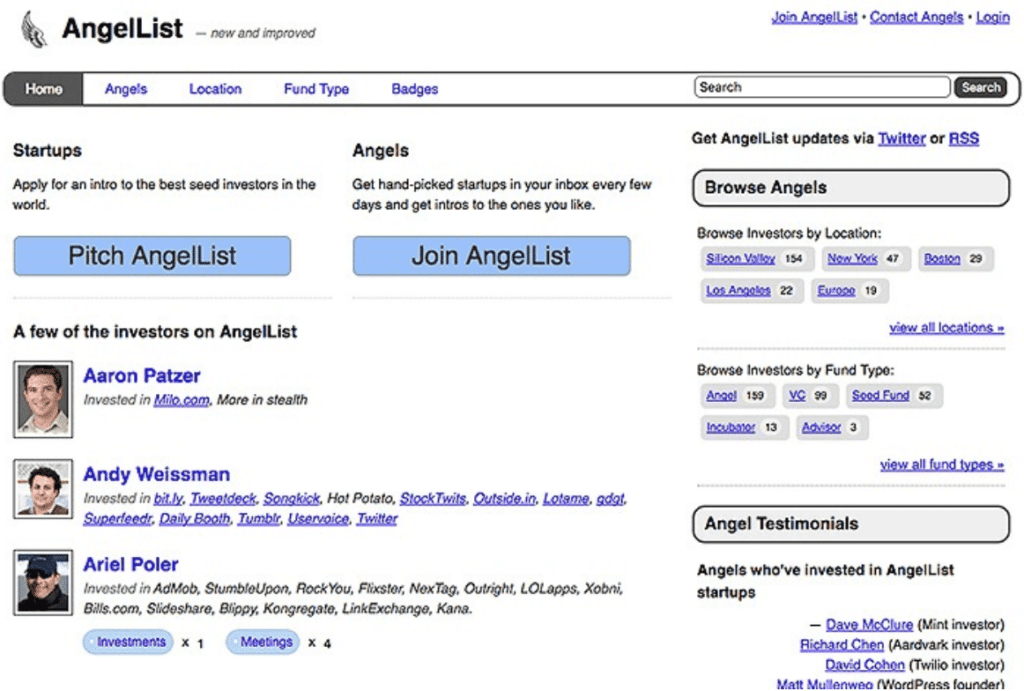 AngelList — new and improved
Join AngelList • Contact Angels • Login
Home Angels Location Fund Type Badges Search Search
Startups
Apply for an intro to the best seed investors in the
world.
Pitch AngelList
Angels
Get hand-picked startups in your inbox every few
days and get intros to the ones you like.
Join AngelList
A few of the investors on AngelList
Aaron Patzer
Invested in Milo.com, More in stealth
Andy Weissman
Invested in bit.ly, Tweetdeck, Songkick, Hot Potato, StockTwits, Outside.in, Lotame, gdgt,
Superfeedr, Daily Booth, Tumblr, Uservoice, Twitter
Ariel Poler
Invested in AdMob, StumbleUpon, RockYou, Flixster, NexTag, Outright, LOLapps, Xobni,
Bills.com, Slideshare, Blippy, Kongregate, LinkExchange, Kana.
Investments x 1 Meetings x 4
Get AngelList updates via Twitter or RSS
Browse Angels
Browse Investors by Location:
Silicon Valley 154 New York 47 Boston 29
Los Angeles 22 Europe 19
view all locations »
Browse Investors by Fund Type:
Angel 159 VC 99 Seed Fund 52
Incubator 13 Advisor 3
view all fund types »
Angel Testimonials
Angels who've invested in AngelList
startups
— Dave McClure (Mint investor)
Richard Chen (Aardvark investor)
David Cohen (Twilio investor)
Matt Mullenweg (WordPress founder)